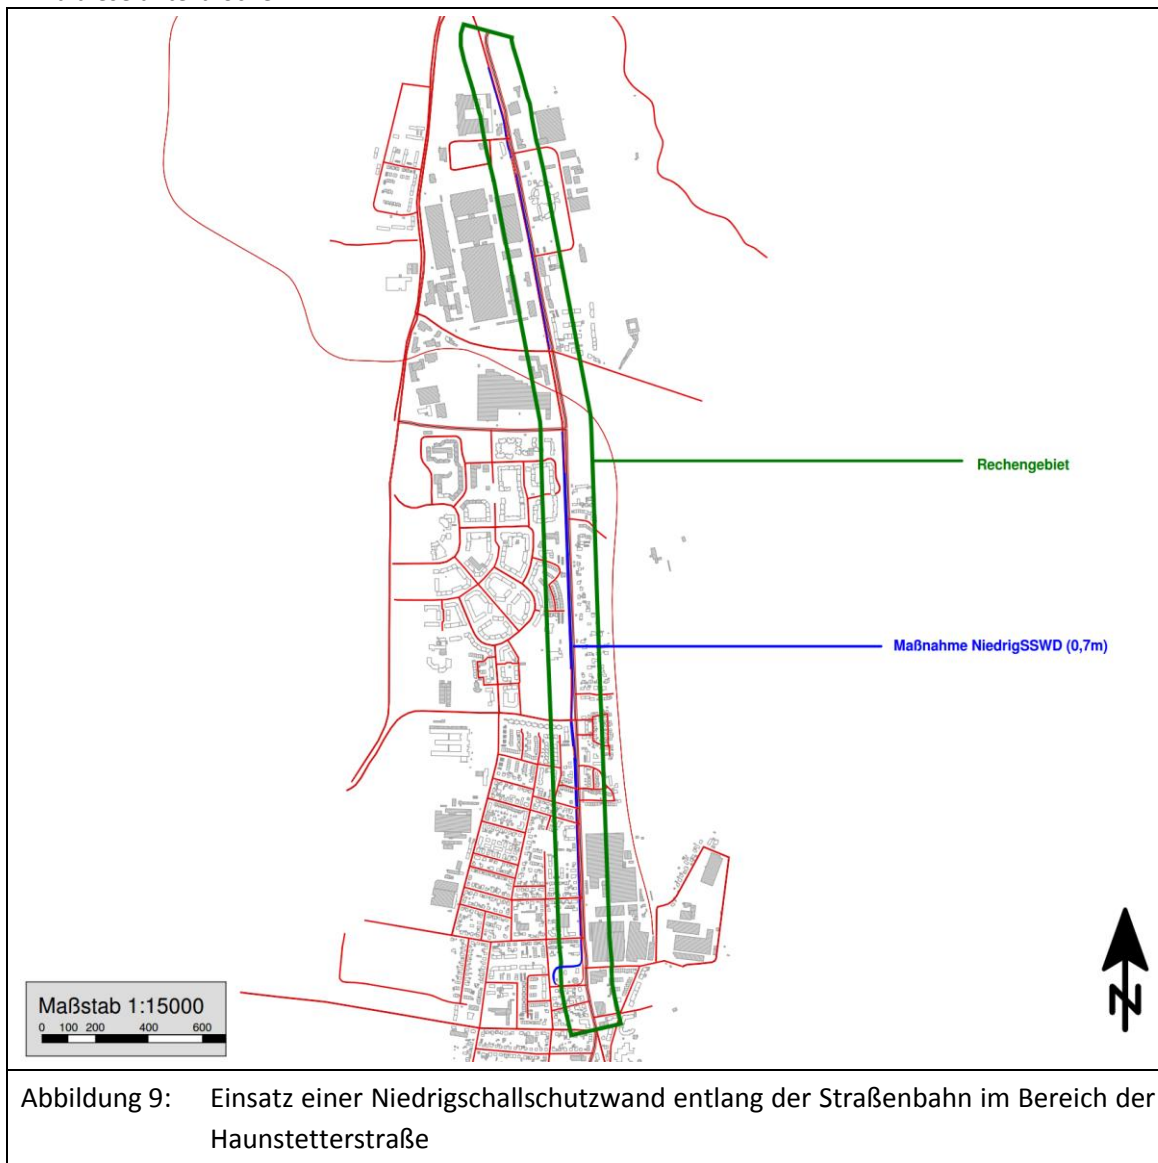 Rechengebiet
Maßnahme NiedrigSSWD (0,7m)
Maßstab 1:15000
0 100 200 400 600
N
Abbildung 9: Einsatz einer Niedrigschallschutzwand entlang der Straßenbahn im Bereich der
Haunstetterstraße